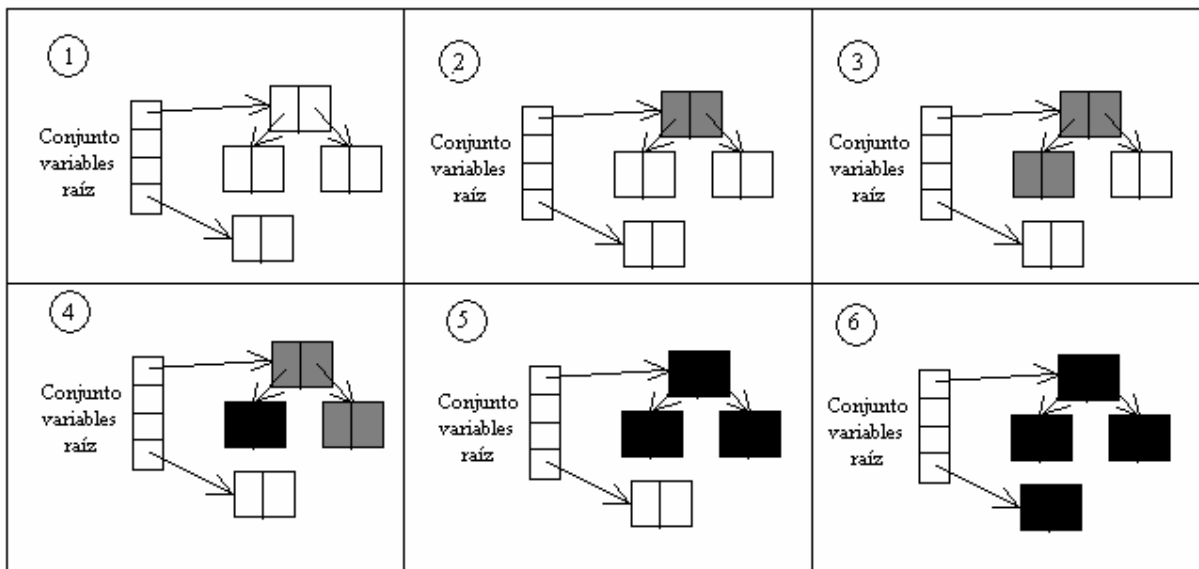 1
Conjunto
variables
raíz
2
Conjunto
variables
raíz
3
Conjunto
variables
raíz
4
Conjunto
variables
raíz
5
Conjunto
variables
raíz
6
Conjunto
variables
raíz